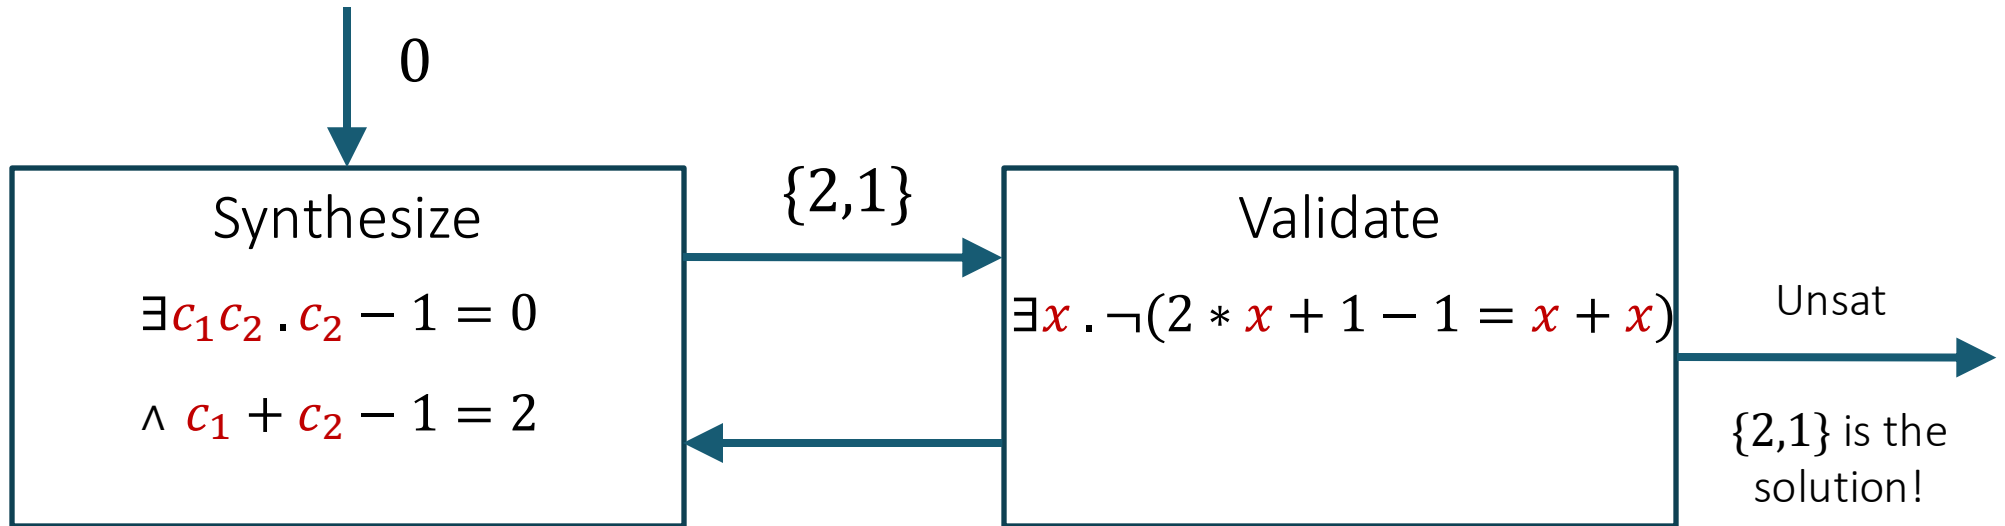 0
Synthesize
∃c₁c₂ . c₂ − 1 = 0
∧ c₁ + c₂ − 1 = 2
{2,1}
Validate
∃x . ¬(2 ∗ x + 1 − 1 = x + x)
Unsat
{2,1} is the
solution!